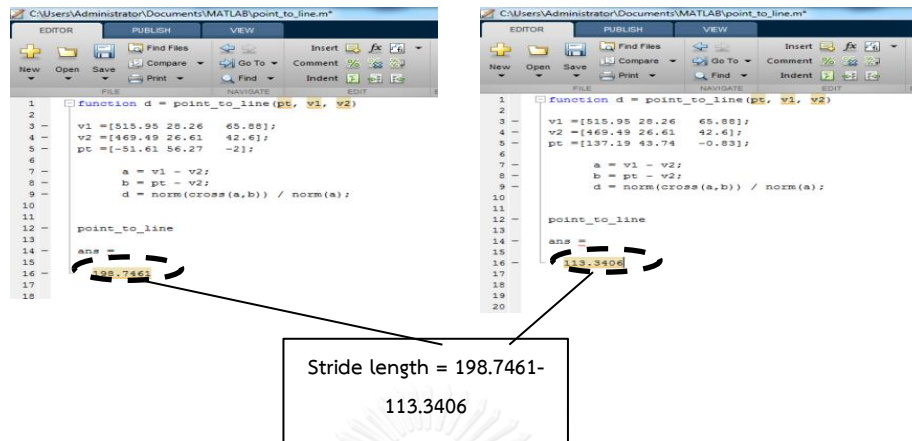 C:\Users\Administrator\Documents\MATLAB\point_to_line.m*
EDITOR PUBLISH VIEW
New Open Save
Find Files
Compare
Print
Go To
Find
Insert fx
Comment
Indent
FILE NAVIGATE EDIT
1 function d = point_to_line(pt, v1, v2)
2
3 - v1 =[515.95 28.26 65.88];
4 - v2 =[469.49 26.61 42.6];
5 - pt =[-51.61 56.27 -2];
6
7 - a = v1 - v2;
8 - b = pt - v2;
9 - d = norm(cross(a,b)) / norm(a);
10
11
12 - point_to_line
13
14 - ans =
15
16 - 198.7461
17
18
C:\Users\Administrator\Documents\MATLAB\point_to_line.m*
EDITOR PUBLISH VIEW
New Open Save
Find Files
Compare
Print
Go To
Find
Insert fx
Comment
Indent
FILE NAVIGATE EDIT
1 function d = point_to_line(pt, v1, v2)
2
3 - v1 =[515.95 28.26 65.88];
4 - v2 =[469.49 26.61 42.6];
5 - pt =[137.19 43.74 -0.83];
6
7 - a = v1 - v2;
8 - b = pt - v2;
9 - d = norm(cross(a,b)) / norm(a);
10
11
12 - point_to_line
13
14 - ans =
15
16 - 113.3406
17
18
19
20
Stride length = 198.7461-
113.3406